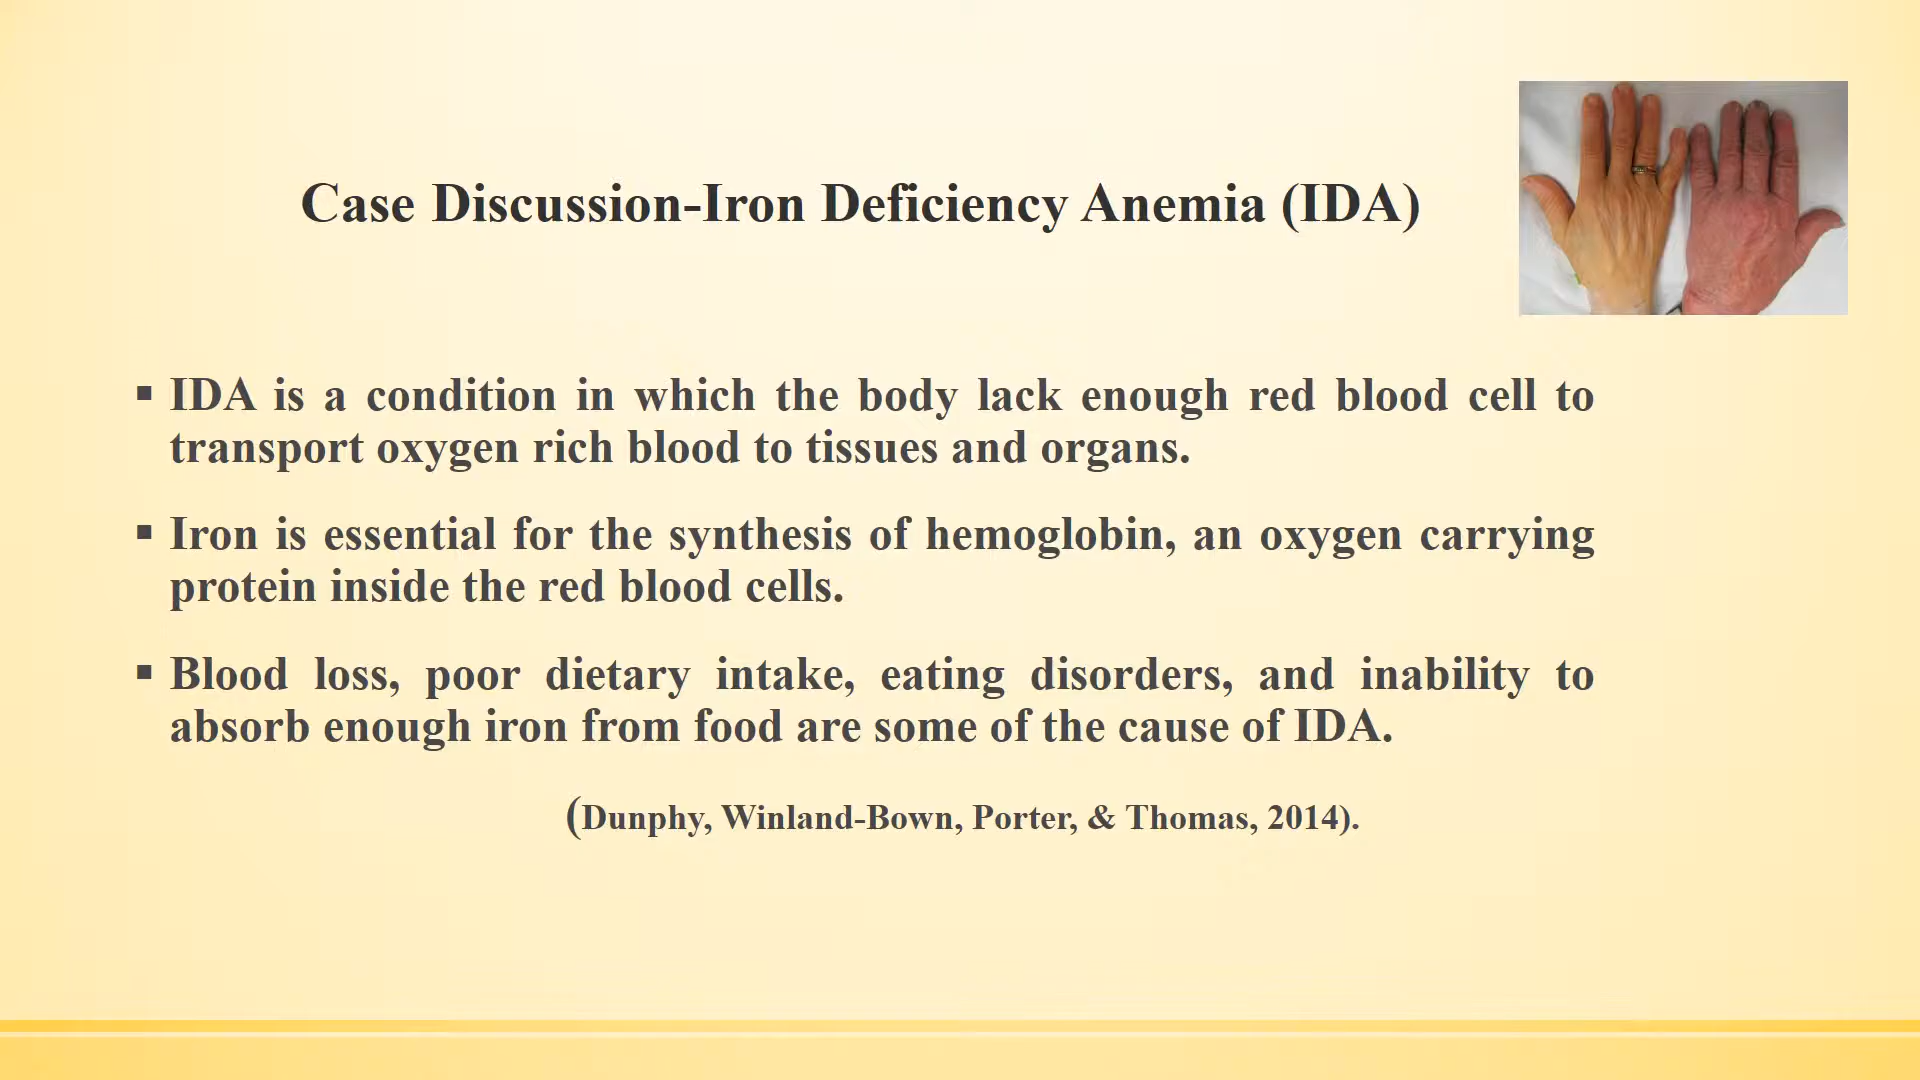 Case Discussion-Iron Deficiency Anemia (IDA)
▪ IDA is a condition in which the body lack enough red blood cell to
transport oxygen rich blood to tissues and organs.
▪ Iron is essential for the synthesis of hemoglobin, an oxygen carrying
protein inside the red blood cells.
▪ Blood loss, poor dietary intake, eating disorders, and inability to
absorb enough iron from food are some of the cause of IDA.
(Dunphy, Winland-Bown, Porter, & Thomas, 2014).